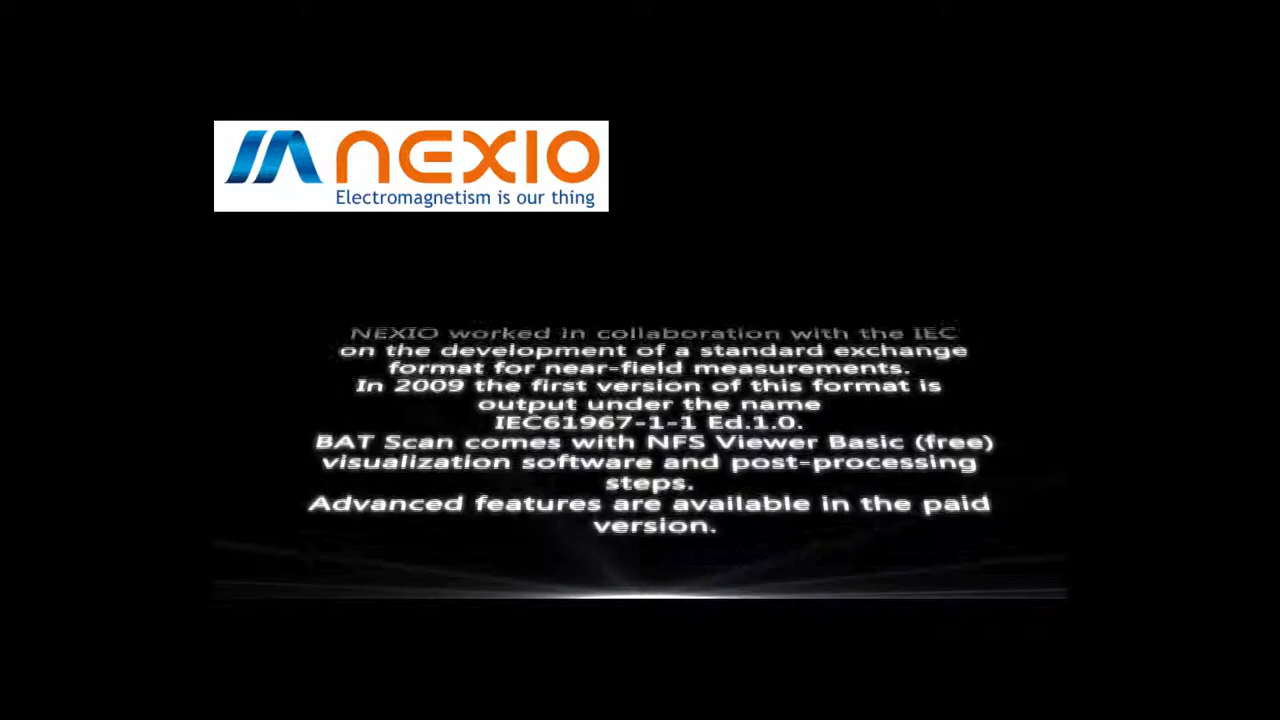 NEXIO
Electromagnetism is our thing
NEXIO worked in collaboration with the IEC
on the development of a standard exchange
format for near-field measurements.
In 2009 the first version of this format is
output under the name
IEC61967-1-1 Ed.1.0.
BAT Scan comes with NFS Viewer Basic (free)
visualization software and post-processing
steps.
Advanced features are available in the paid
version.